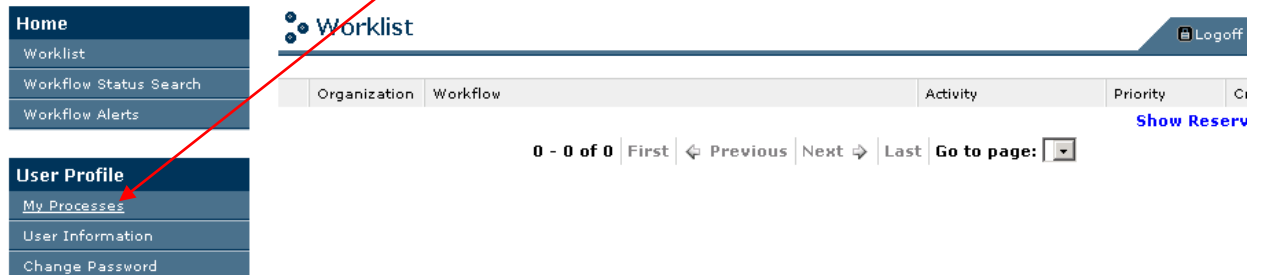 Home
Worklist
Workflow Status Search
Workflow Alerts
User Profile
My Processes
User Information
Change Password
Worklist
Logoff
Organization Workflow Activity Priority
Show
0 - 0 of 0 First Previous Next Last Go to page: